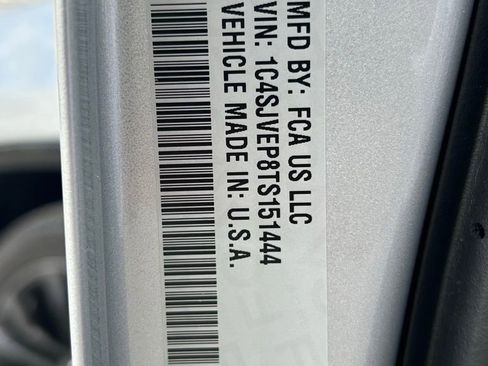 MFD BY: FCA US LLC
VIN: 1C4SJVEP8TS151444
VEHICLE MADE IN: U.S.A.